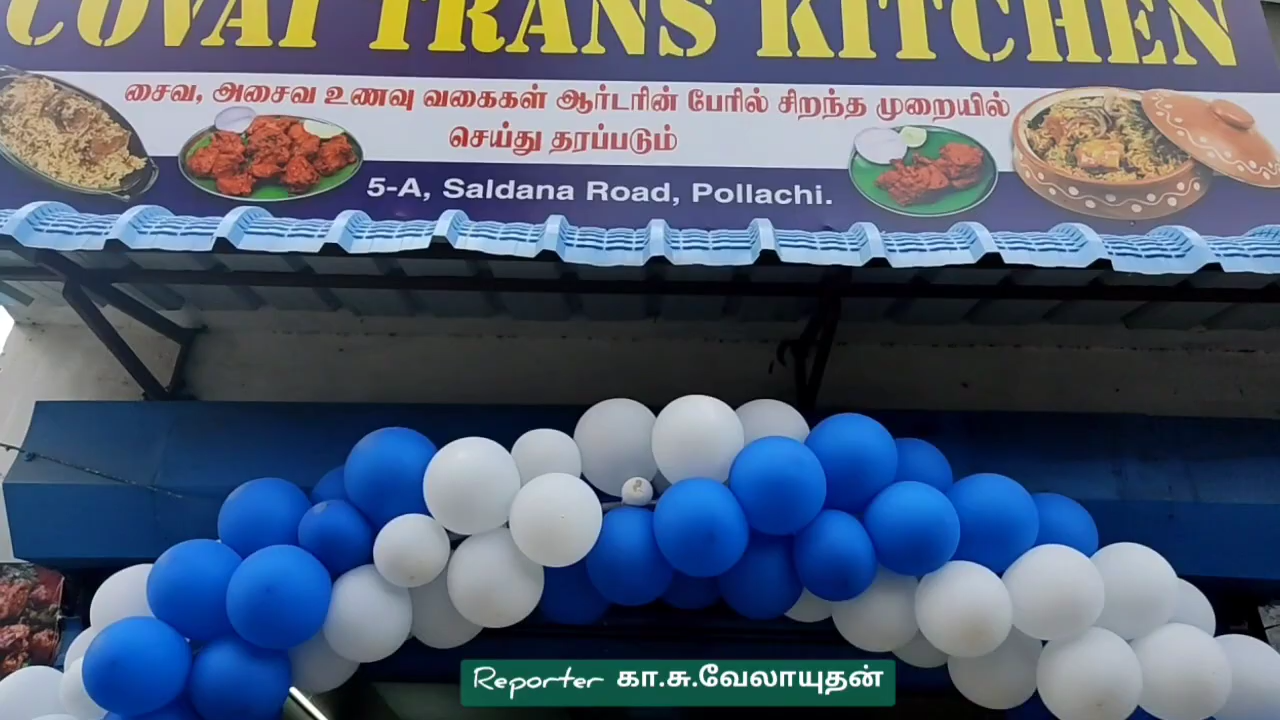 COVAI TRANS KITCHEN
சைவ, அசைவ உணவு வகைகள் ஆர்டரின் பேரில் சிறந்த முறையில்
செய்து தரப்படும்
5-A, Saldana Road, Pollachi.
Reporter கா.சு.வேலாயுதன்